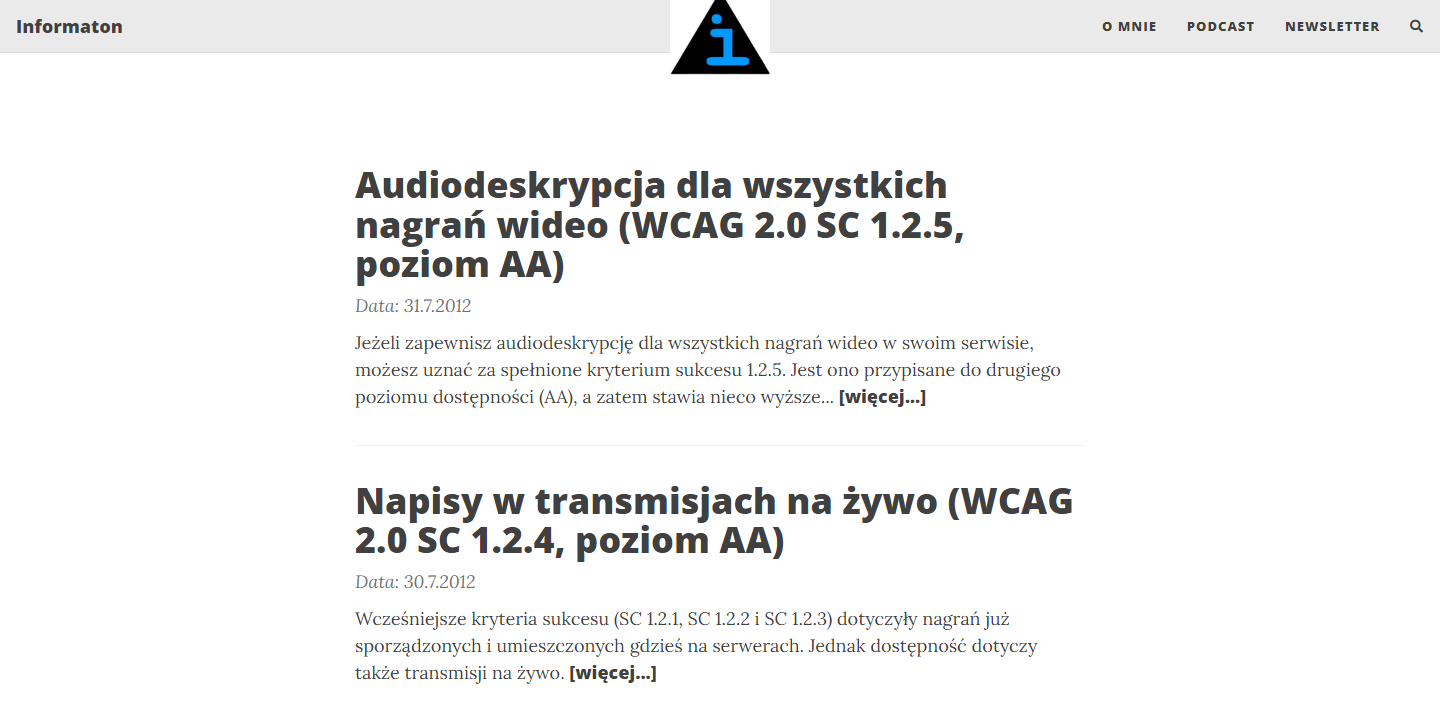 Informaton
i
O MNIE
PODCAST
NEWSLETTER
Audiodeskrypcja dla wszystkich
nagrań wideo (WCAG 2.0 SC 1.2.5,
poziom AA)
Data: 31.7.2012
Jeżeli zapewnisz audiodeskrypcję dla wszystkich nagrań wideo w swoim serwisie,
możesz uznać za spełnione kryterium sukcesu 1.2.5. Jest ono przypisane do drugiego
poziomu dostępności (AA), a zatem stawia nieco wyższe... [więcej...]
Napisy w transmisjach na żywo (WCAG
2.0 SC 1.2.4, poziom AA)
Data: 30.7.2012
Wcześniejsze kryteria sukcesu (SC 1.2.1, SC 1.2.2 i SC 1.2.3) dotyczyły nagrań już
sporządzonych i umieszczonych gdzieś na serwerach. Jednak dostępność dotyczy
także transmisji na żywo. [więcej...]